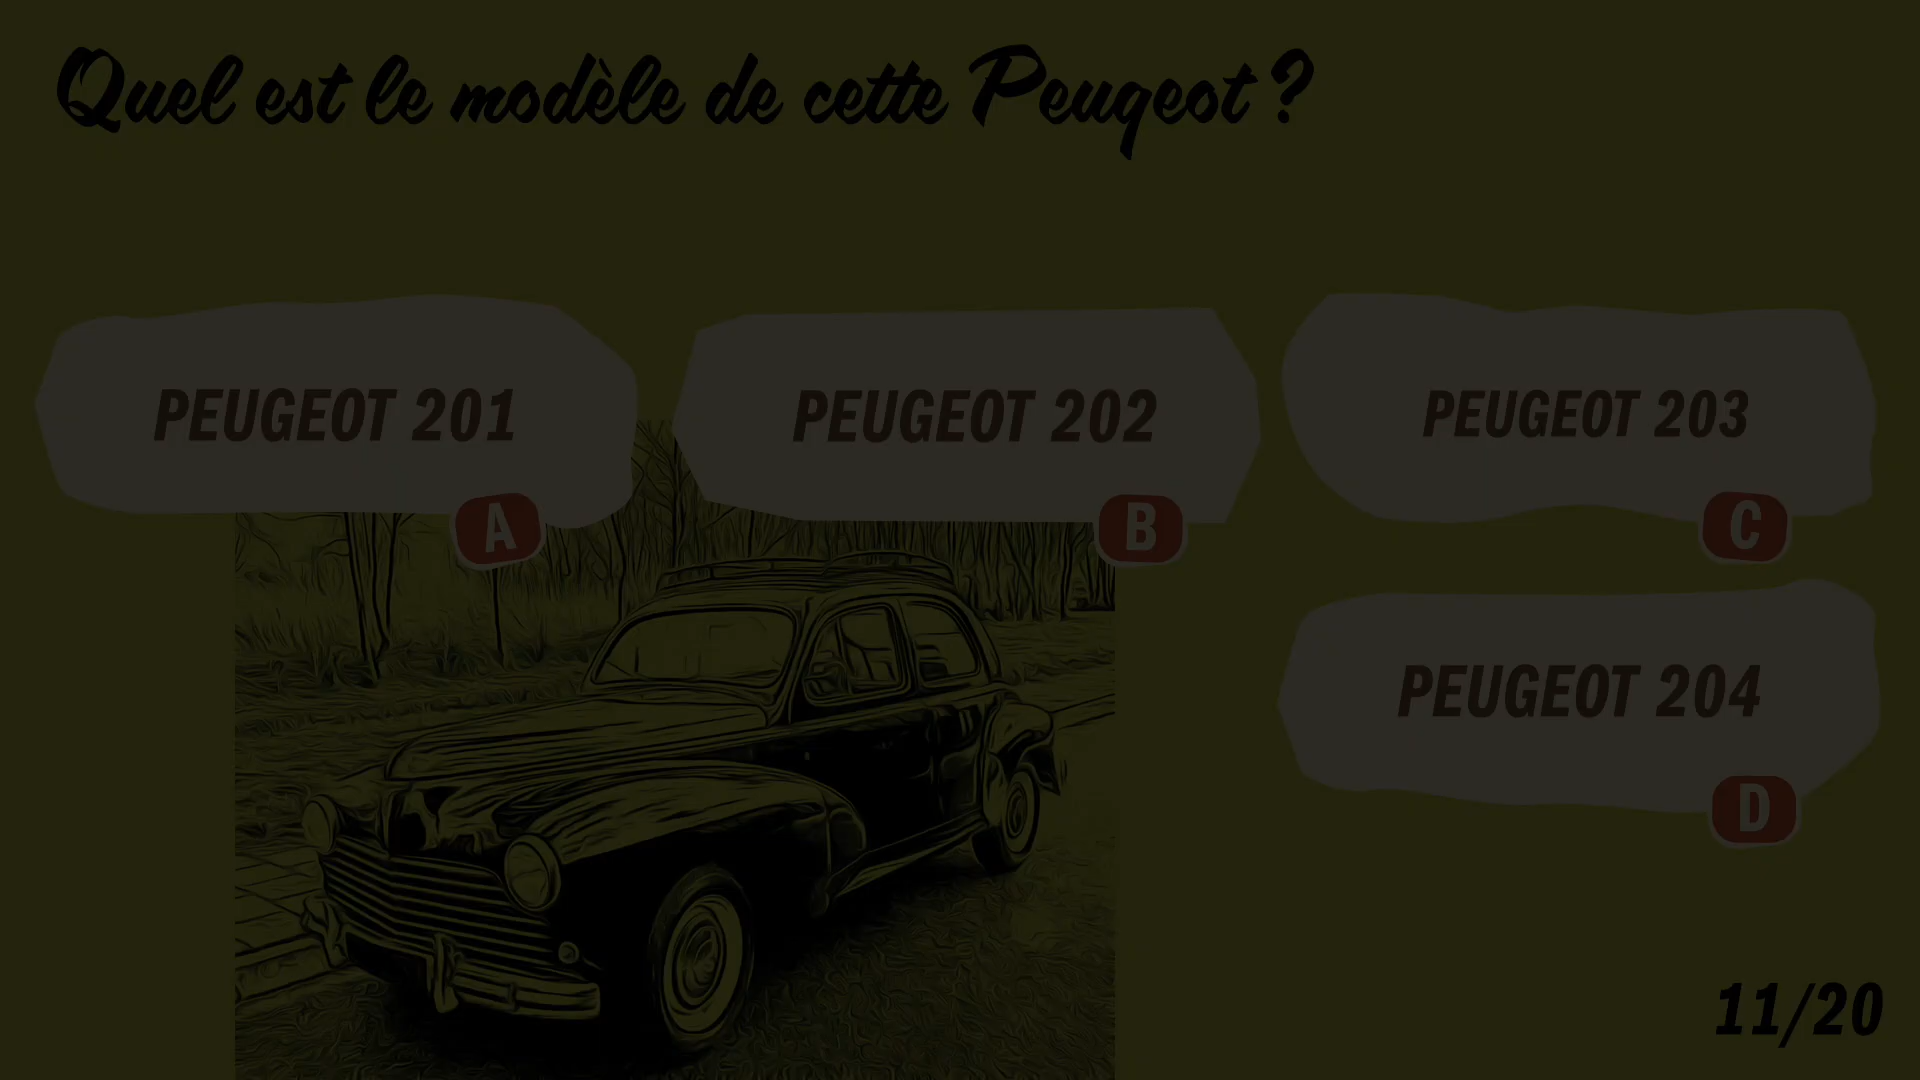 Quel est le modèle de cette Peugeot ?
PEUGEOT 201
A
PEUGEOT 202
B
PEUGEOT 203
C
PEUGEOT 204
D
11/20